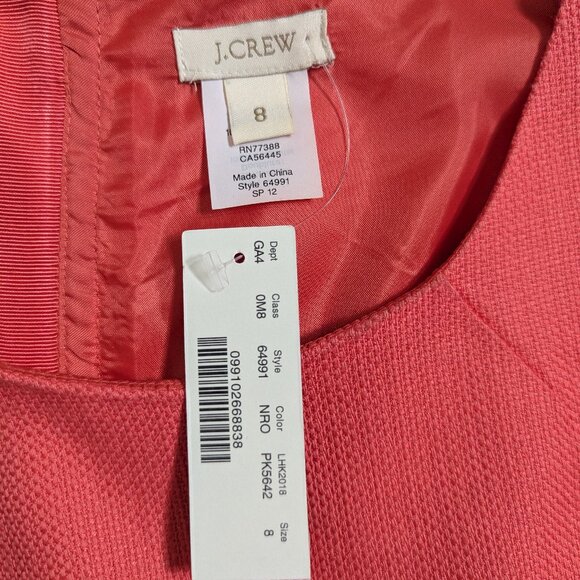 J.CREW
8
RN77388
CA56445
Made in China
Style 64991
SP 12
Dept Class Style Color LHK2018 Size
GA4 0M8 64991 NRO PK5642 8
0991026688838